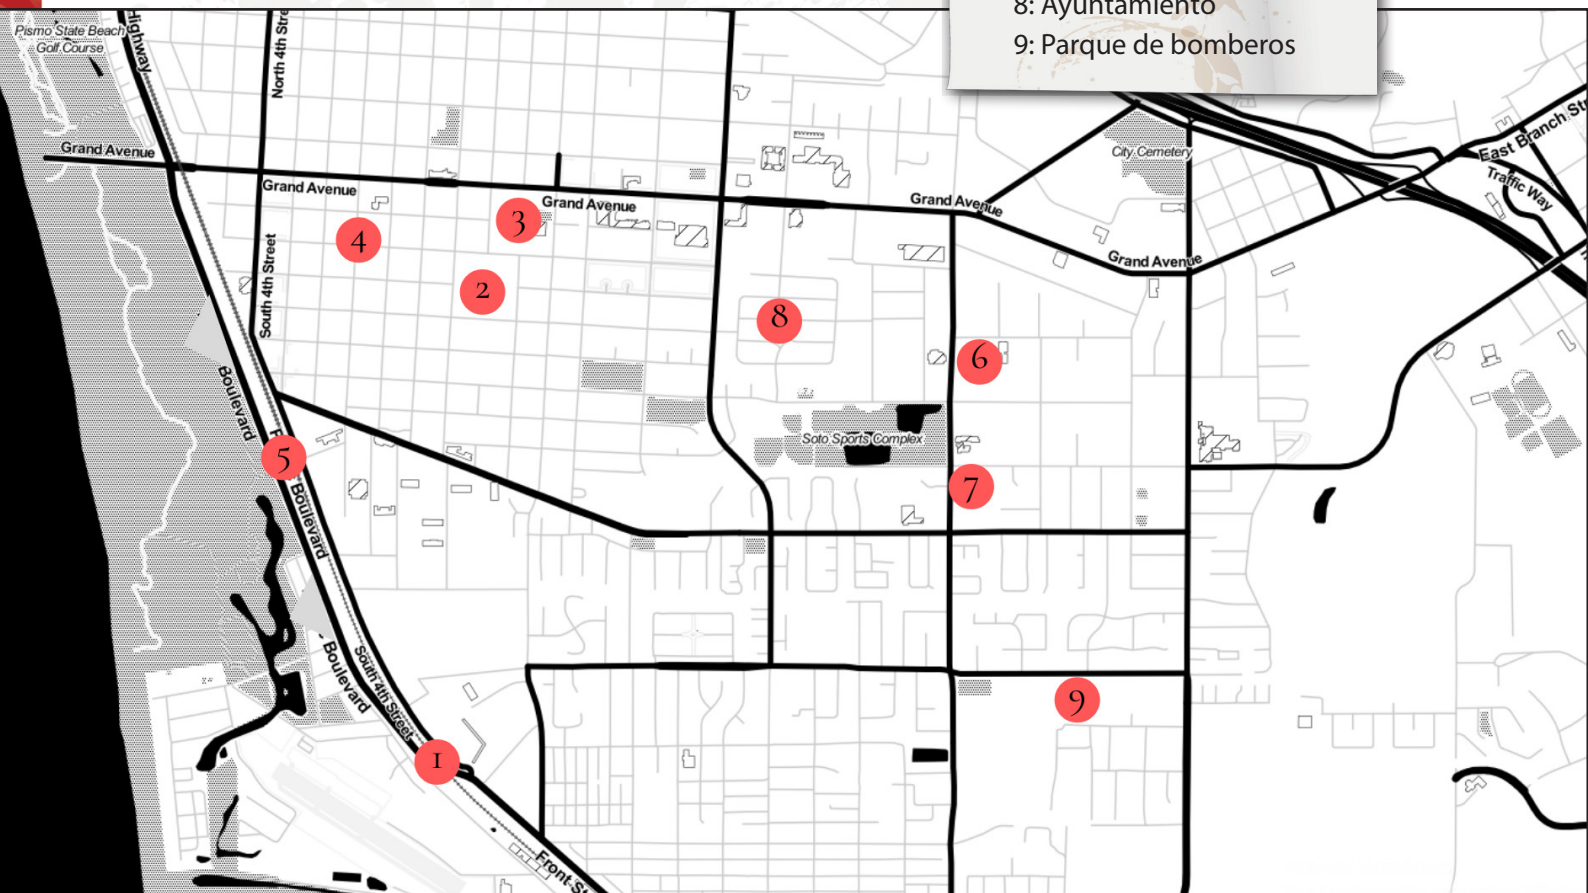 8: Ayuntamiento
9: Parque de bomberos
Pismo State Beach
Golf Course
Highway
North 4th Stre
Grand Avenue
Grand Avenue
Grand Avenue
Grand Avenue
Grand Avenue
City Cemetery
East Branch Str
Traffic Way
South 4th Street
4
3
2
8
6
Boulevard
Soto Sports Complex
5
7
Boulevard
Boulevard
South 4th Street
9
1
Front St